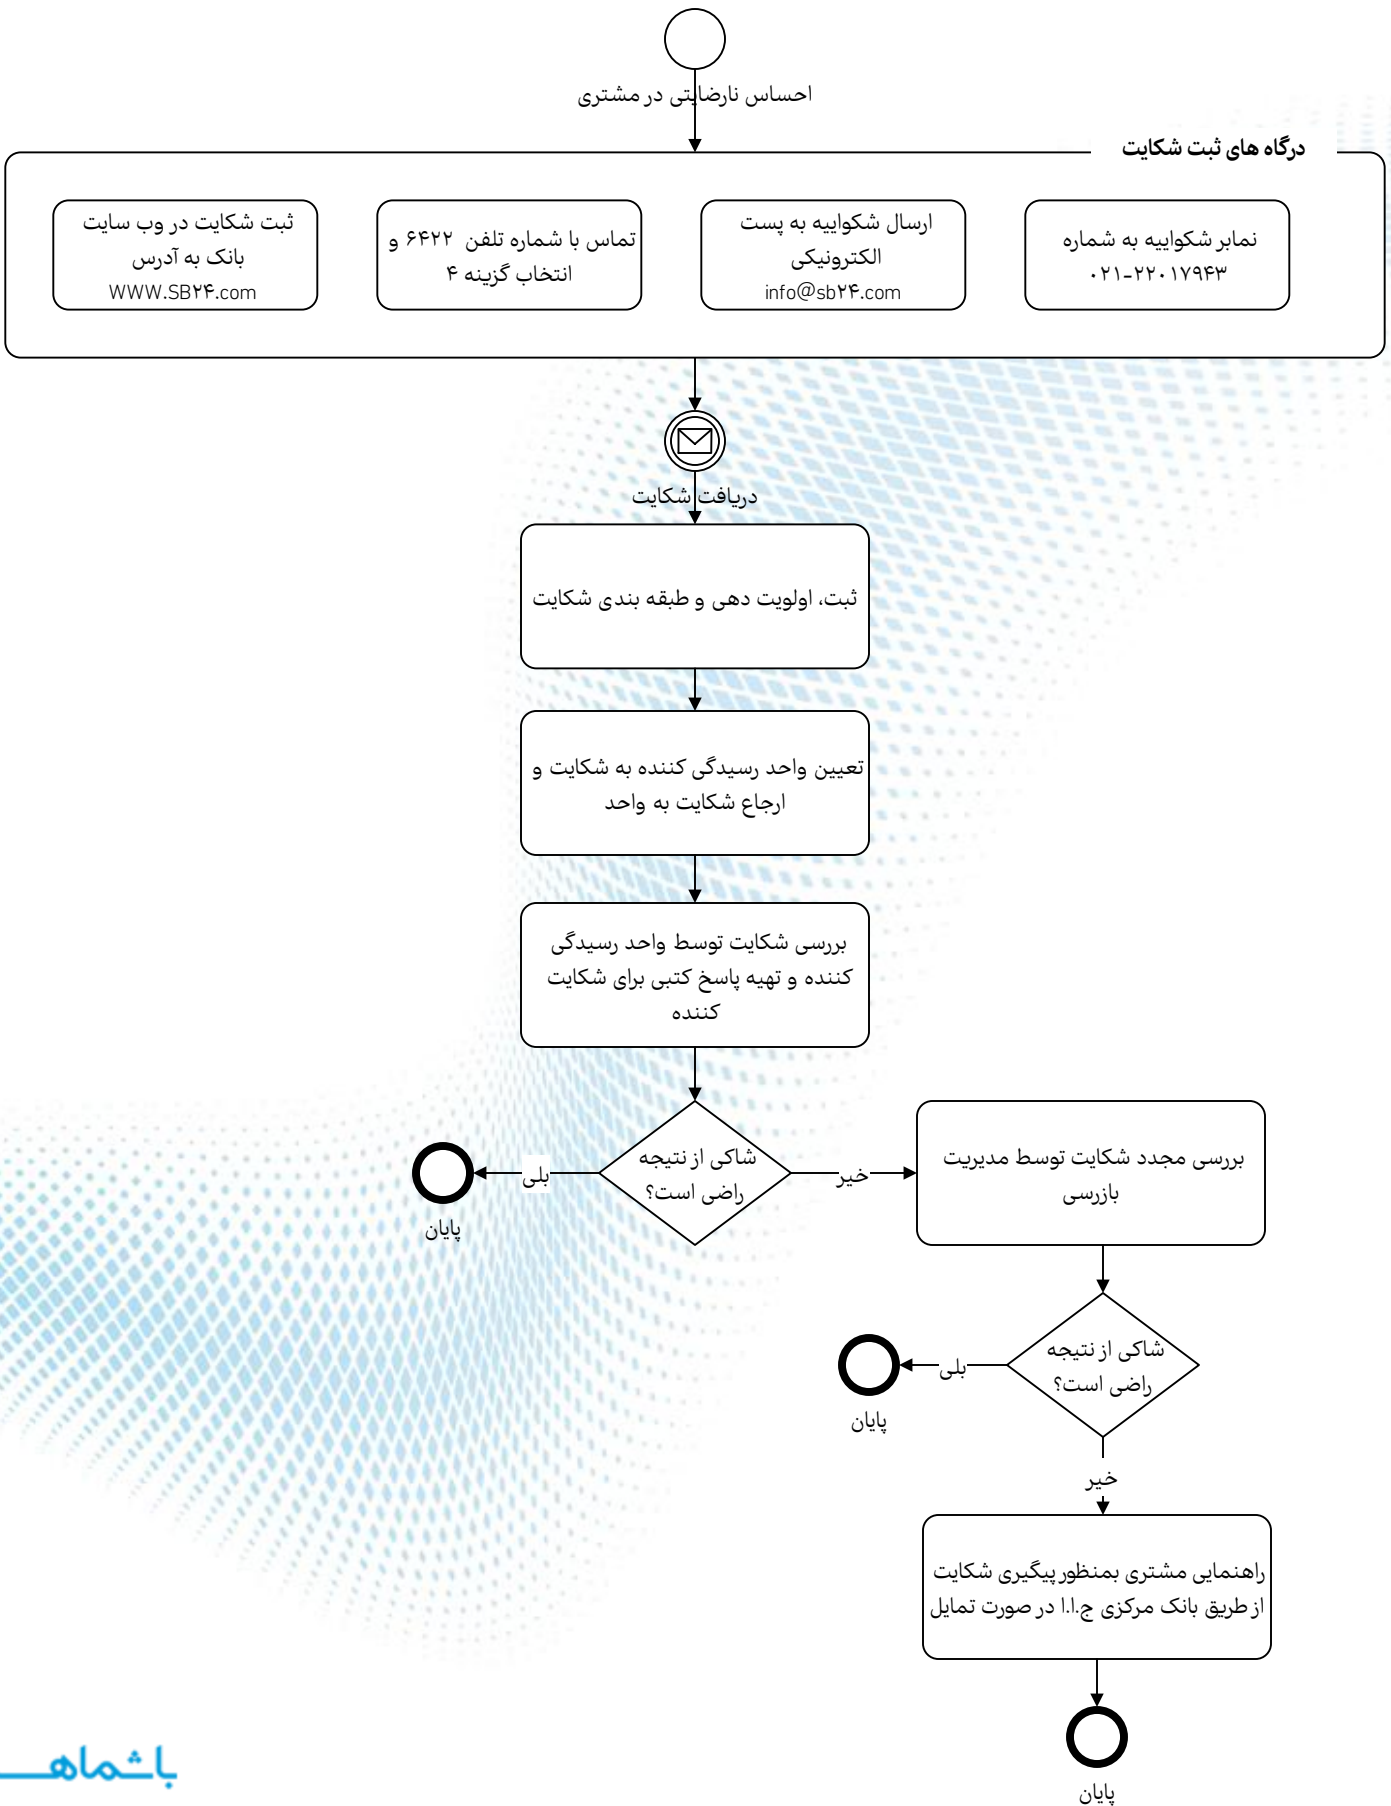 احساس نارضایتی در مشتری
درگاه های ثبت شکایت
نمابر شکواییه به شماره
۰۲۱-۲۲۰۱۷۹۴۳
ارسال شکواییه به پست
الکترونیکی
info@sb۲۴.com
تماس با شماره تلفن ۶۴۲۲ و
انتخاب گزینه ۴
ثبت شکایت در وب سایت
بانک به آدرس
WWW.SB۲۴.com
دریافت شکایت
ثبت، اولویت دهی و طبقه بندی شکایت
تعیین واحد رسیدگی کننده به شکایت و
ارجاع شکایت به واحد
بررسی شکایت توسط واحد رسیدگی
کننده و تهیه پاسخ کتبی برای شکایت
کننده
شاکی از نتیجه
راضی است؟
بلی
پایان
خیر
بررسی مجدد شکایت توسط مدیریت
بازرسی
شاکی از نتیجه
راضی است؟
بلی
پایان
خیر
راهنمایی مشتری بمنظور پیگیری شکایت
از طریق بانک مرکزی ج.ا.ا در صورت تمایل
پایان
باشماهـــ